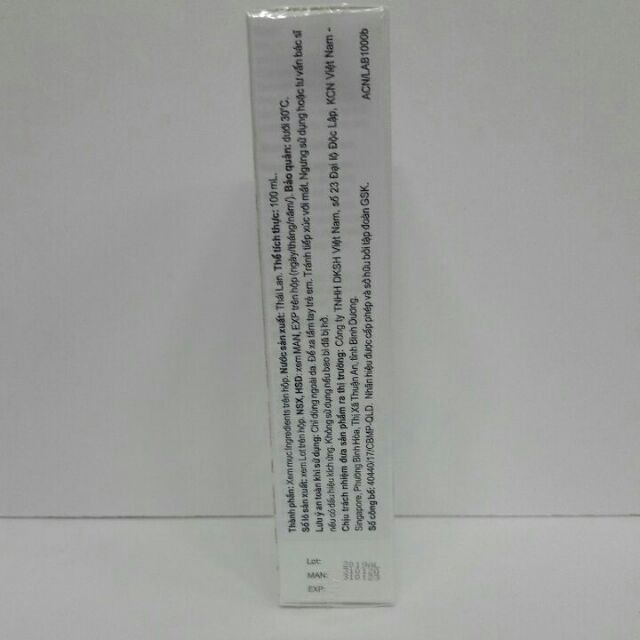 Thành phần: Xem mục Ingredients trên hộp. Nước sản xuất: Thái Lan. Thể tích thực: 100 mL.
Số lô sản xuất: xem Lot trên hộp. NSX, HSD: xem MAN, EXP trên hộp (ngày/tháng/năm/). Bảo quản: dưới 30°C.
Lưu ý an toàn khi sử dụng: Chỉ dùng ngoài da. Để xa tầm tay trẻ em. Tránh tiếp xúc với mắt. Ngưng sử dụng hoặc tư vấn bác sĩ
nếu có dấu hiệu kích ứng. Không sử dụng nếu bao bì đã bị hở.
Chịu trách nhiệm đưa sản phẩm ra thị trường: Công ty TNHH DKSH Việt Nam, số 23 Đại lộ Độc Lập, KCN Việt Nam -
Singapore, Phường Bình Hòa, Thị Xã Thuận An, tỉnh Bình Dương.
Số công bố: 40440/17/CBMP-QLD. Nhãn hiệu được cấp phép và sở hữu bởi tập đoàn GSK. ACN/LAB1000b
Lot:
MAN:
EXP: